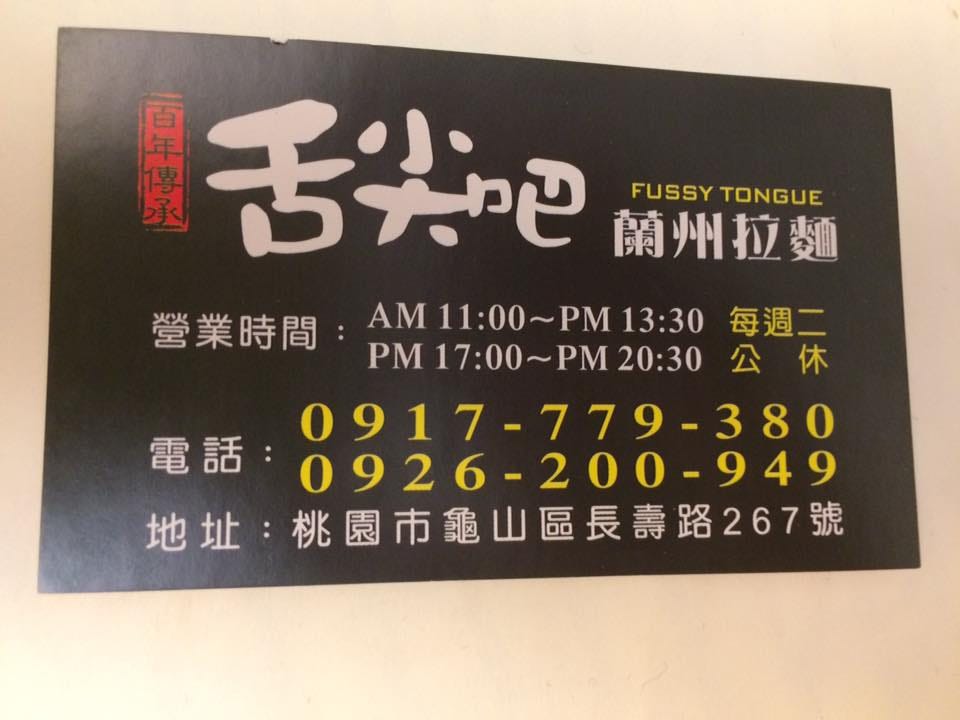 百年傳承
舌尖吧
FUSSY TONGUE
蘭州拉麵
營業時間：AM 11:00～PM 13:30 每週二
PM 17:00～PM 20:30 公 休
電話：0917-779-380
0926-200-949
地址：桃園市龜山區長壽路267號